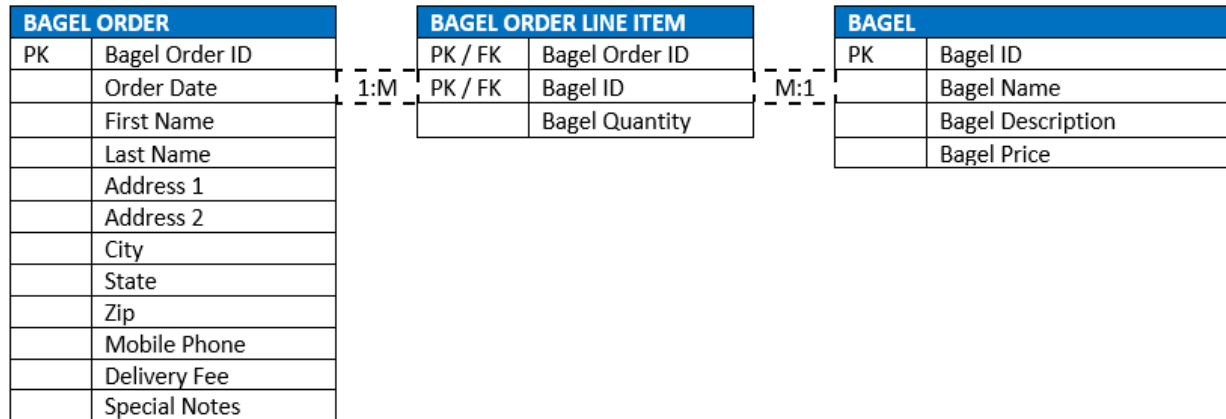 BAGEL ORDER
PK Bagel Order ID
Order Date
First Name
Last Name
Address 1
Address 2
City
State
Zip
Mobile Phone
Delivery Fee
Special Notes
1:M
BAGEL ORDER LINE ITEM
PK / FK Bagel Order ID
PK / FK Bagel ID
Bagel Quantity
M:1
BAGEL
PK Bagel ID
Bagel Name
Bagel Description
Bagel Price